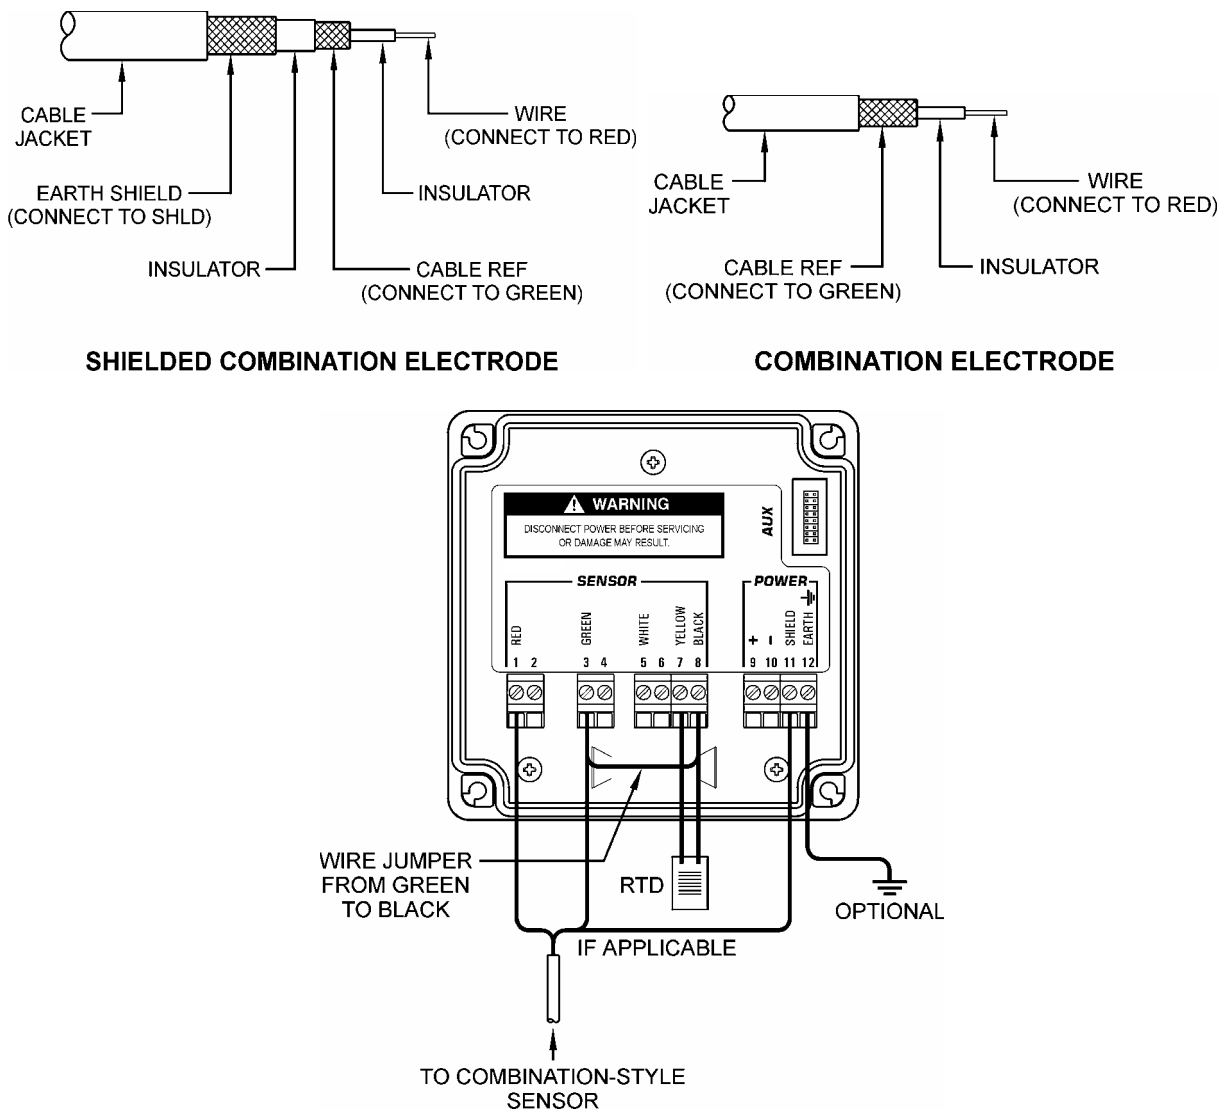 CABLE
JACKET
WIRE
(CONNECT TO RED)
EARTH SHIELD
(CONNECT TO SHLD)
INSULATOR
INSULATOR
CABLE REF
(CONNECT TO GREEN)
SHIELDED COMBINATION ELECTRODE
CABLE
JACKET
WIRE
(CONNECT TO RED)
CABLE REF
(CONNECT TO GREEN)
INSULATOR
COMBINATION ELECTRODE
WARNING
DISCONNECT POWER BEFORE SERVICING
OR DAMAGE MAY RESULT.
AUX
SENSOR
POWER
RED
GREEN
WHITE
YELLOW
BLACK
+
-
SHIELD
EARTH
1 2 3 4 5 6 7 8 9 10 11 12
WIRE JUMPER
FROM GREEN
TO BLACK
RTD
OPTIONAL
IF APPLICABLE
TO COMBINATION-STYLE
SENSOR